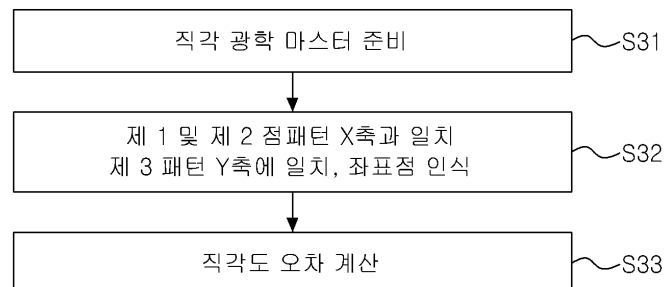 직각 광학 마스터 준비
S31
제 1 및 제 2 점패턴 X축과 일치
제 3 패턴 Y축에 일치, 좌표점 인식
S32
직각도 오차 계산
S33